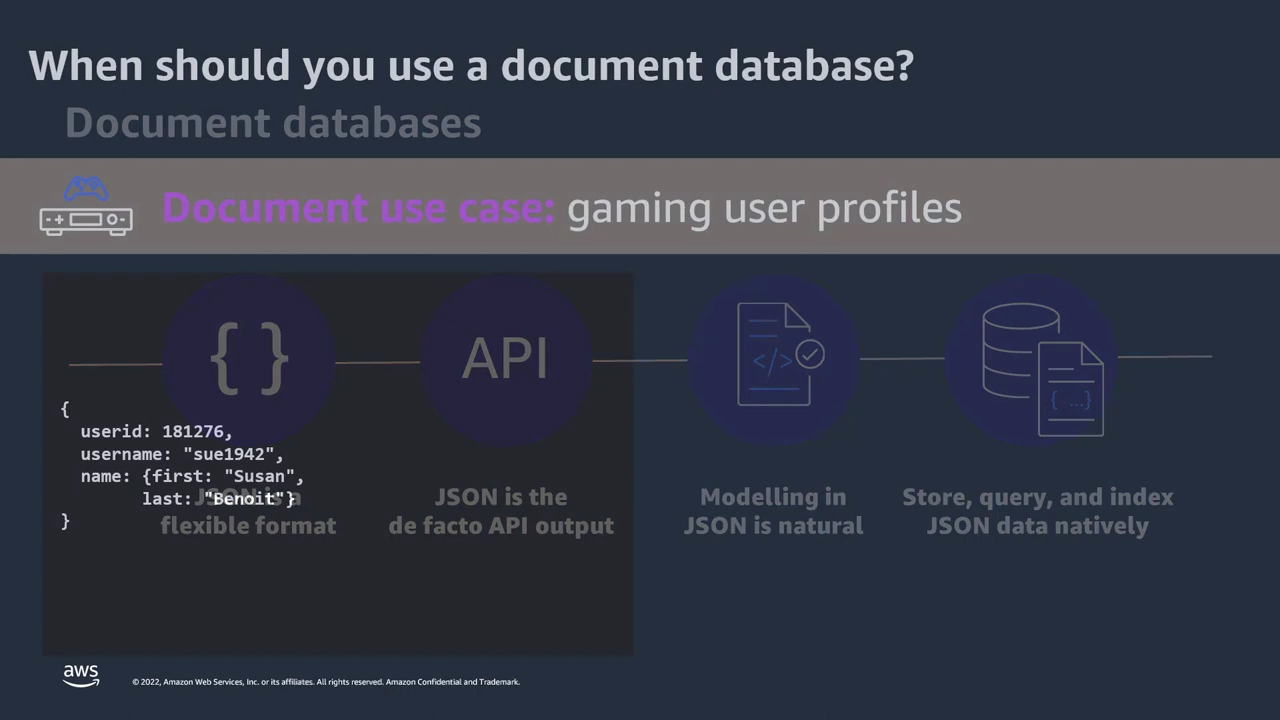 When should you use a document database?
Document databases
Document use case: gaming user profiles
{ }
API
</>
{ ...}
{
userid: 181276,
username: "sue1942",
name: {first: "Susan",
last: "Benoit"}
}
JSON is a
flexible format
JSON is the
de facto API output
Modelling in
JSON is natural
Store, query, and index
JSON data natively
aws
© 2022, Amazon Web Services, Inc. or its affiliates. All rights reserved. Amazon Confidential and Trademark.